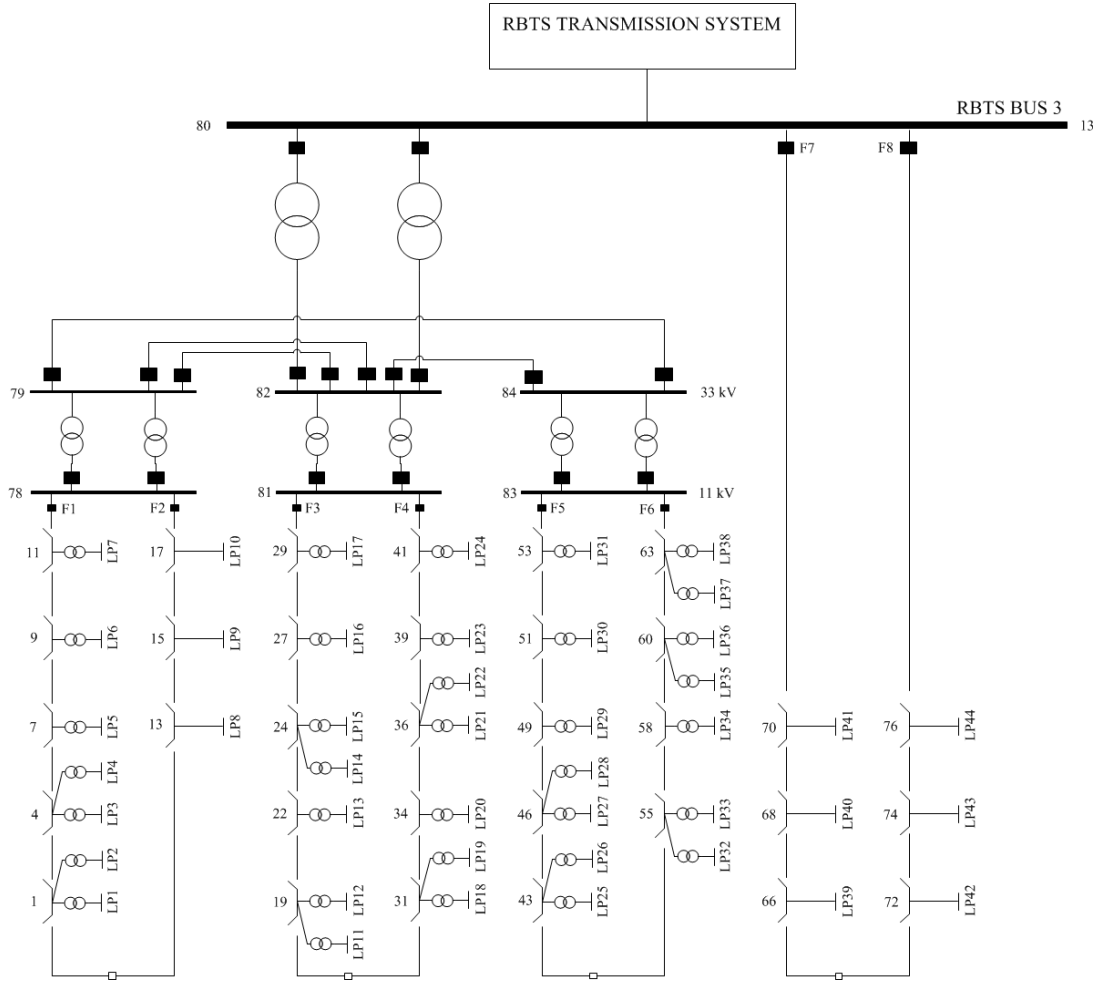 RBTS TRANSMISSION SYSTEM
RBTS BUS 3
80
13
F7
F8
79
82
84
33 kV
78
81
83
11 kV
F1
F2
F3
F4
F5
F6
11
LP7
17
LP10
29
LP17
41
LP24
53
LP31
63
LP38
LP37
9
LP6
15
LP9
27
LP16
39
LP23
51
LP30
60
LP36
LP35
LP22
7
LP5
13
LP8
24
LP15
LP14
36
LP21
49
LP29
58
LP34
70
LP41
76
LP44
LP4
LP28
4
LP3
22
LP13
34
LP20
46
LP27
55
LP33
LP32
68
LP40
74
LP43
LP2
LP19
LP26
1
LP1
19
LP12
LP11
31
LP18
43
LP25
66
LP39
72
LP42